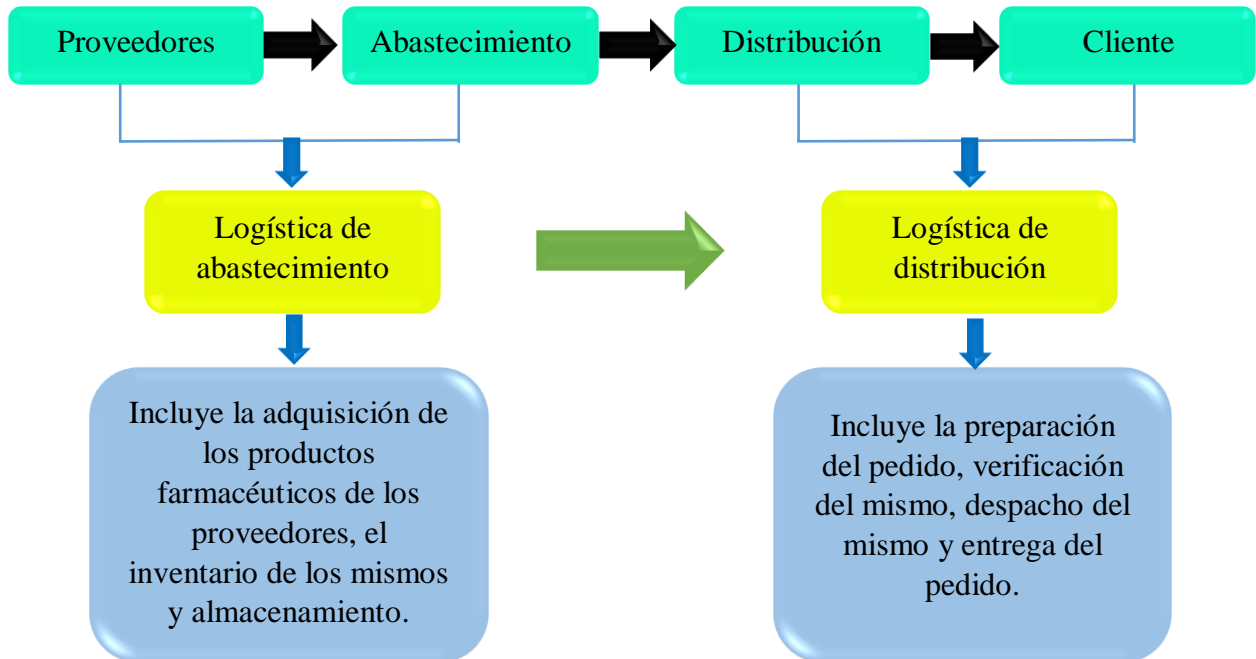 Proveedores
Abastecimiento
Distribución
Cliente
Logística de
abastecimiento
Logística de
distribución
Incluye la adquisición de
los productos
farmacéuticos de los
proveedores, el
inventario de los mismos
y almacenamiento.
Incluye la preparación
del pedido, verificación
del mismo, despacho del
mismo y entrega del
pedido.